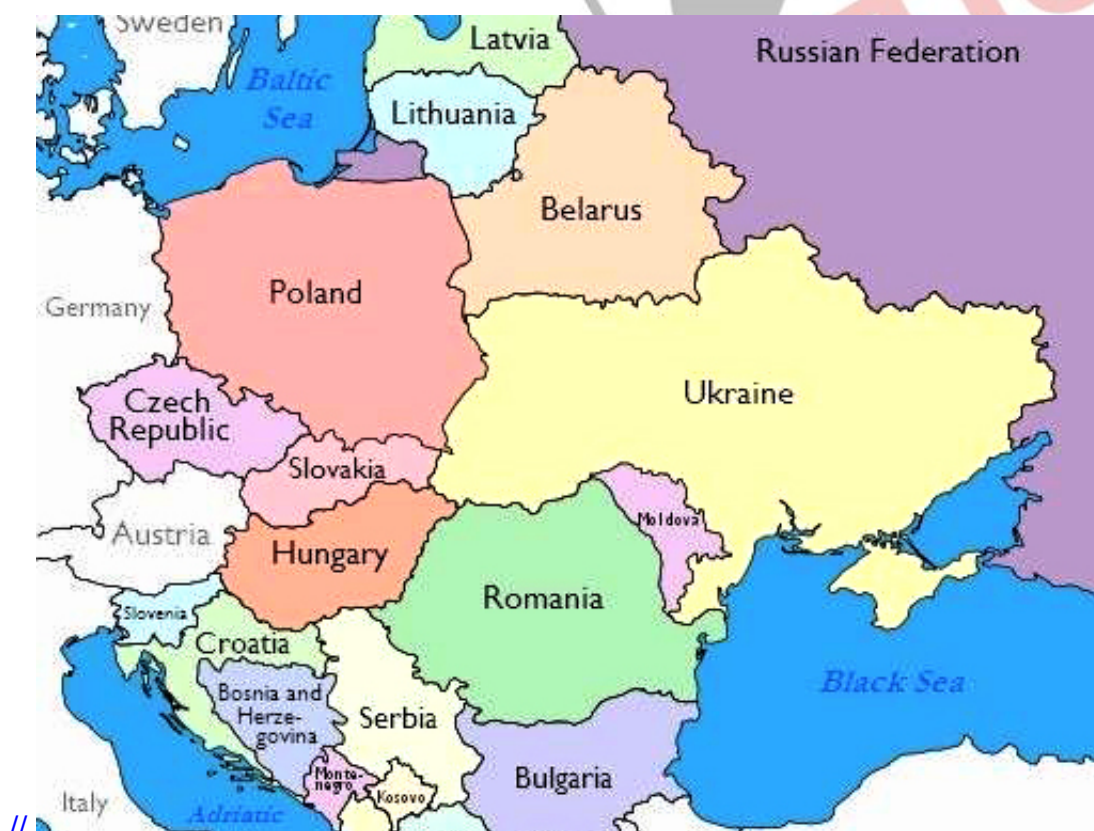 Sweden
Latvia
Russian Federation
Baltic
Sea
Lithuania
Belarus
Poland
Germany
Ukraine
Czech
Republic
Slovakia
Moldova
Austria
Hungary
Romania
Slovenia
Croatia
Black Sea
Bosnia and
Herze-
govina
Serbia
Monte-
negro
Kosovo
Bulgaria
Italy
Adriatic
//